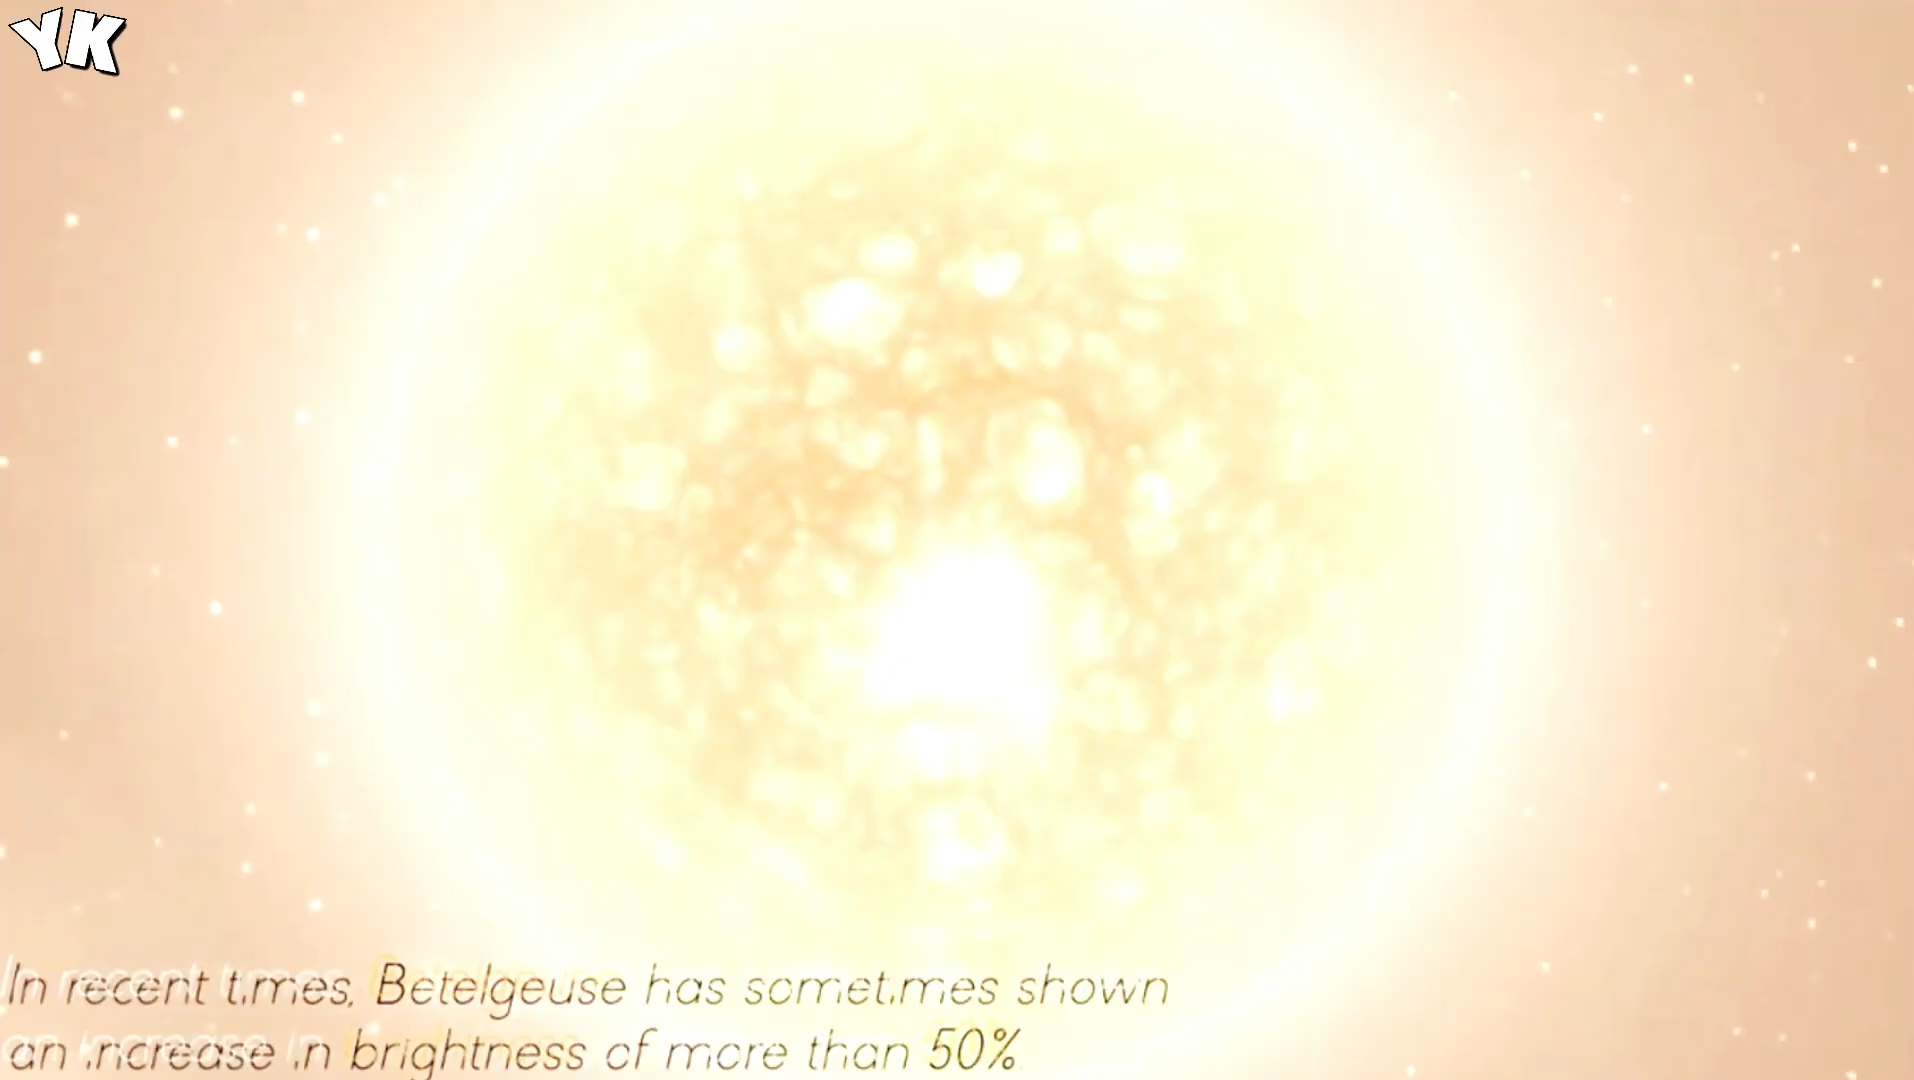 YK
In recent times, Betelgeuse has sometimes shown
an increase in brightness of more than 50%